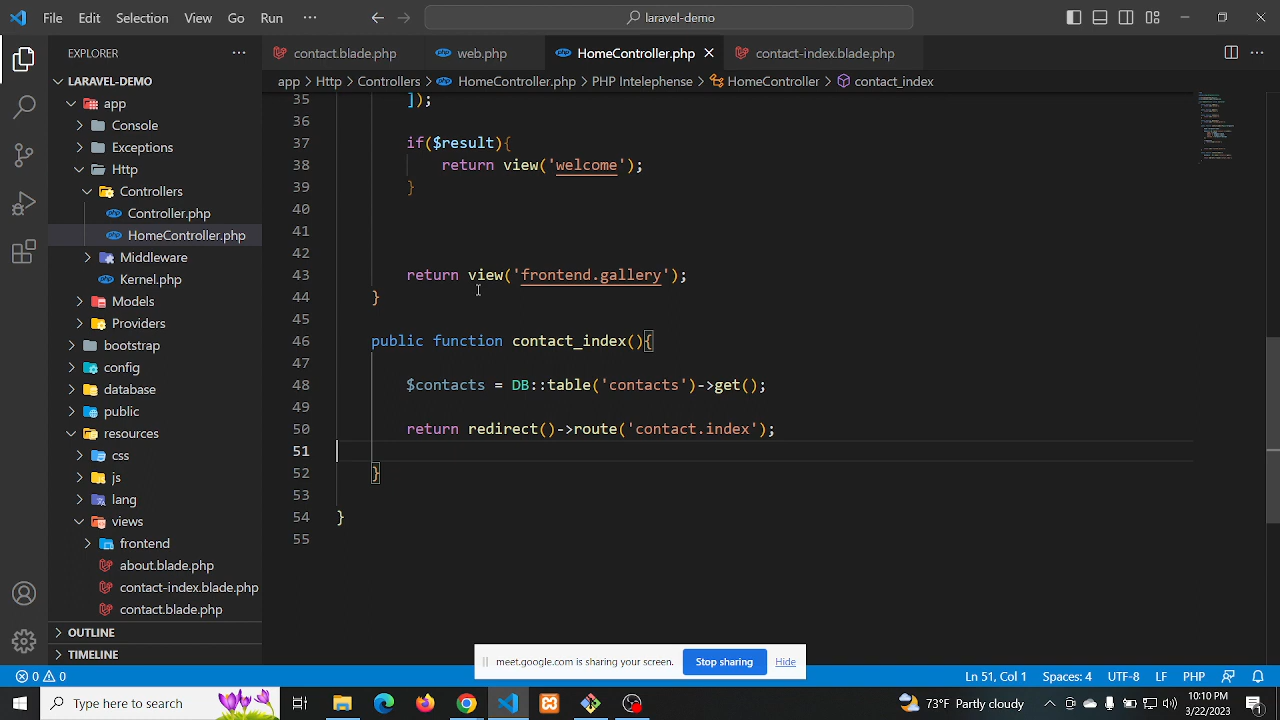 File Edit Selection View Go Run ··· laravel-demo
EXPLORER ···
contact.blade.php web.php HomeController.php contact-index.blade.php ···
LARAVEL-DEMO
app > Http > Controllers > HomeController.php > PHP Intelephense > HomeController > contact_index
app
Console
Exceptions
Http
Controllers
Controller.php
HomeController.php
Middleware
Kernel.php
Models
Providers
bootstrap
config
database
public
resources
css
js
lang
views
frontend
about.blade.php
contact-index.blade.php
contact.blade.php
OUTLINE
TIMELINE
35 ]);
36
37 if($result){
38 return view('welcome');
39 }
40
41
42
43 return view('frontend.gallery');
44 }
45
46 public function contact_index(){
47
48 $contacts = DB::table('contacts')->get();
49
50 return redirect()->route('contact.index');
51
52 }
53
54 }
55
meet.google.com is sharing your screen. Stop sharing Hide
0 0 Ln 51, Col 1 Spaces: 4 UTF-8 LF PHP
Type here to search 73°F Partly cloudy 10:10 PM
3/22/2023